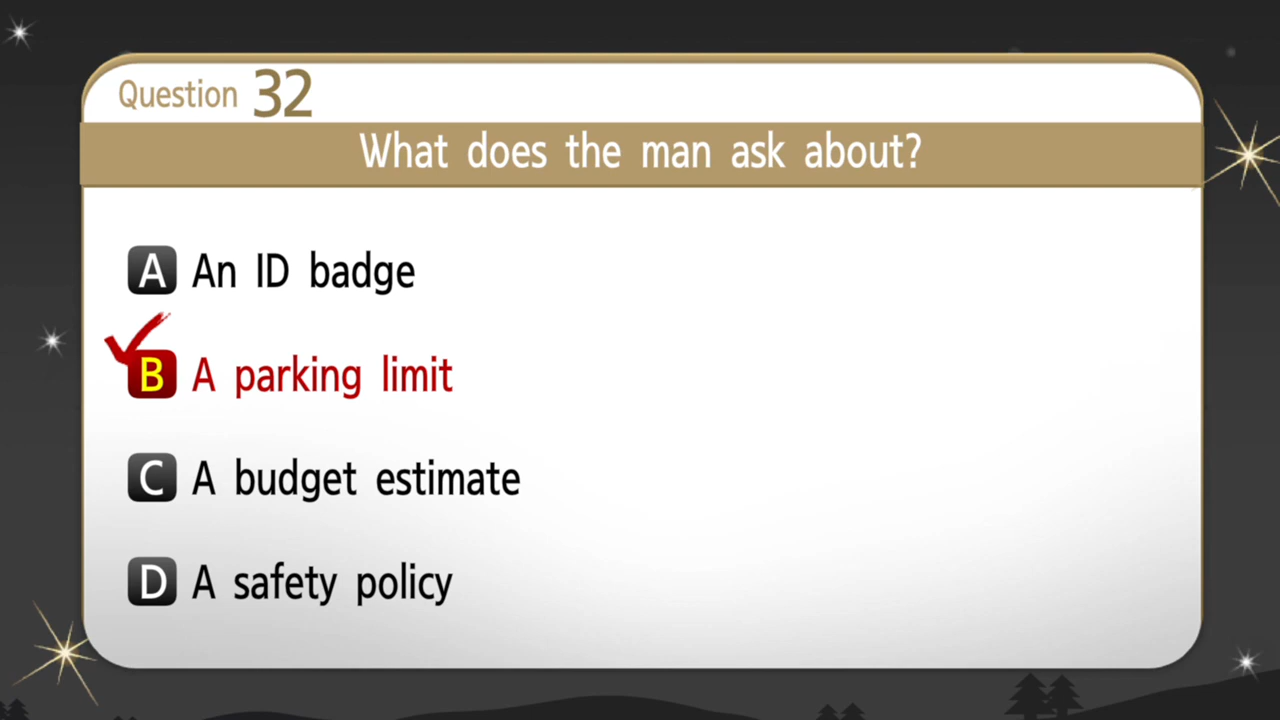 Question 32
What does the man ask about?
A An ID badge
B A parking limit
C A budget estimate
D A safety policy